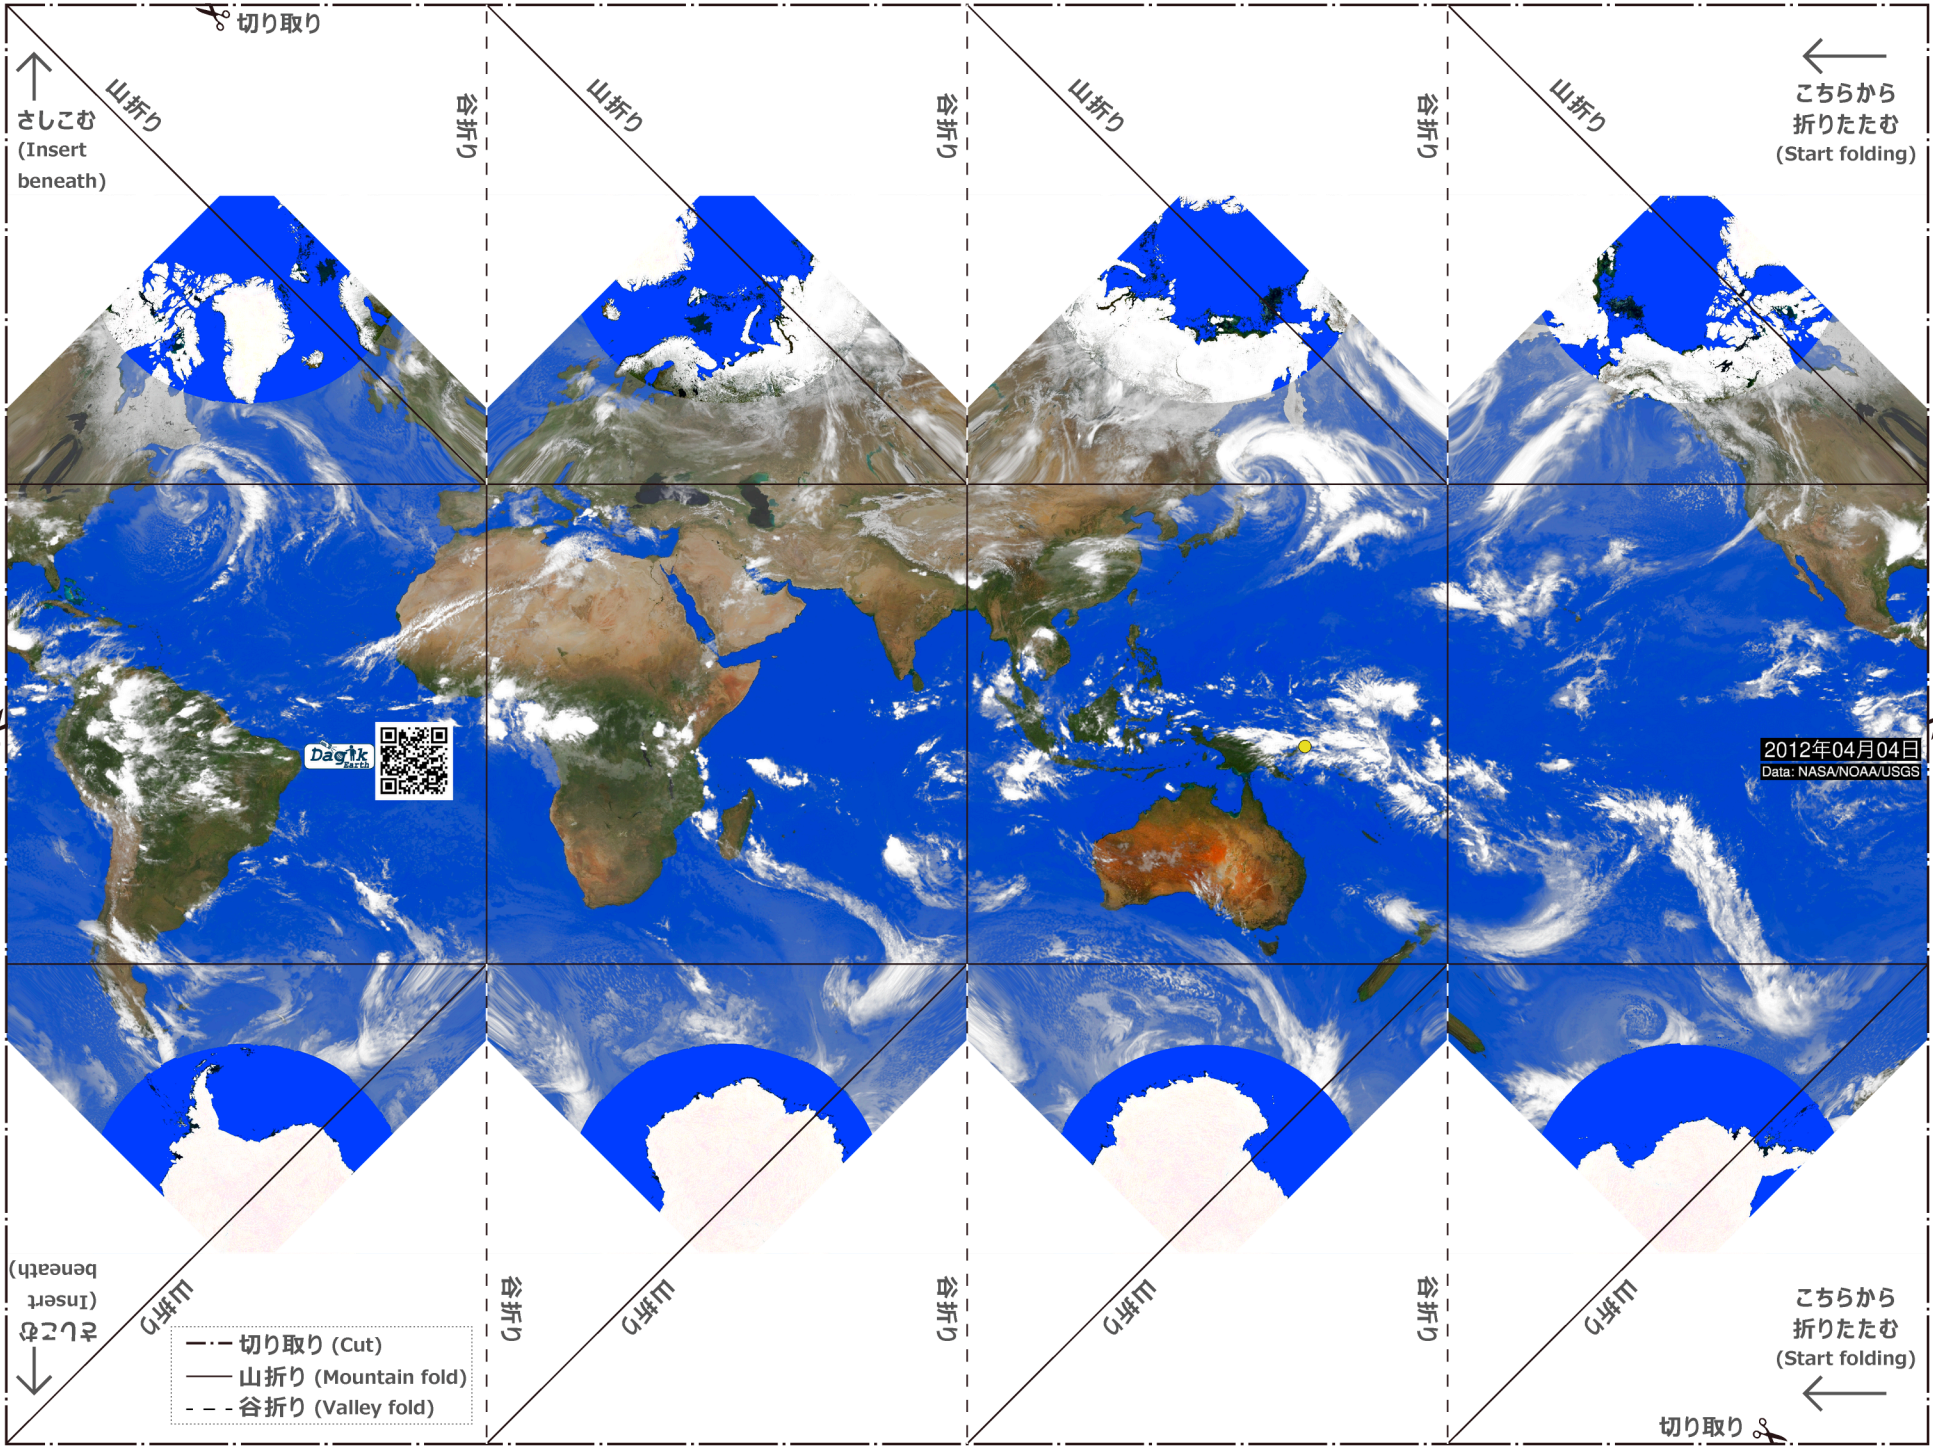 切り取り
山折り
谷折り
山折り
谷折り
山折り
谷折り
山折り
さしこむ
(Insert
beneath)
こちらから
折りたたむ
(Start folding)
Dagik
Earth
2012年04月04日
Data: NASA/NOAA/USGS
さしこむ
(Insert
beneath)
山折り
谷折り
山折り
谷折り
山折り
谷折り
山折り
切り取り (Cut)
山折り (Mountain fold)
谷折り (Valley fold)
こちらから
折りたたむ
(Start folding)
切り取り